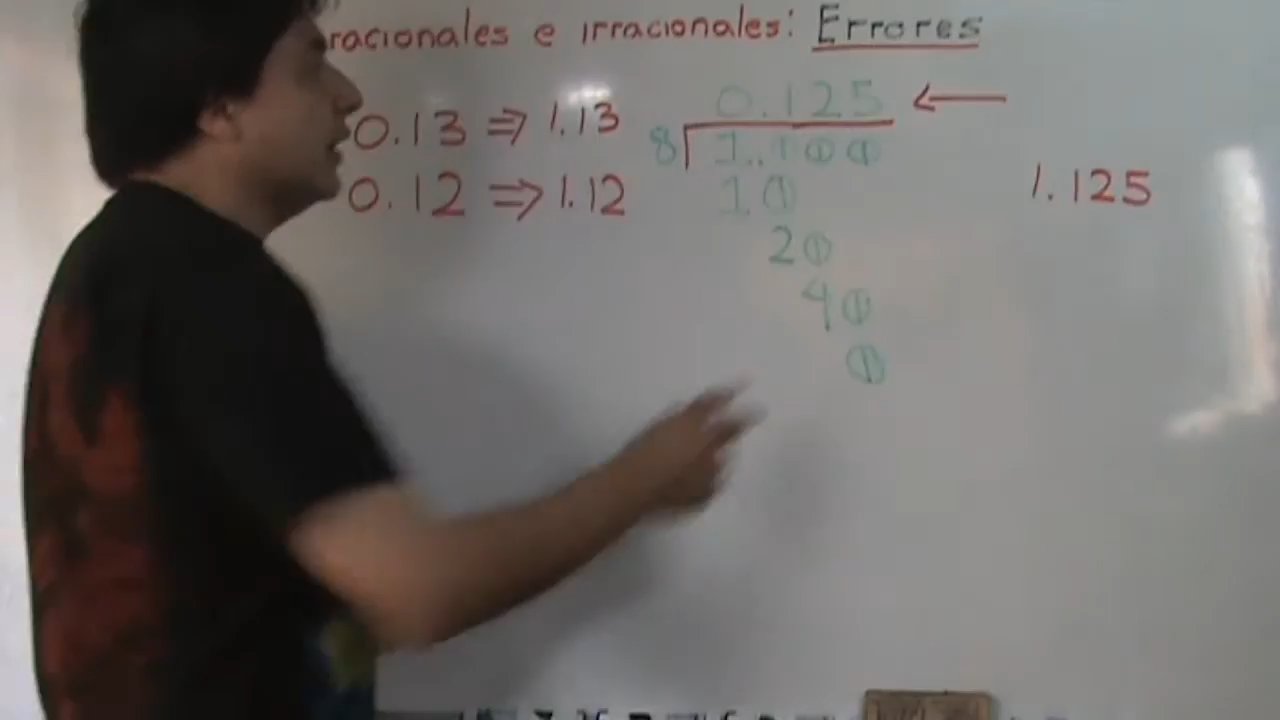 racionales e irracionales: Errores
0.13 ⇒ 1.13
0.12 ⇒ 1.12
0.125 ←
8 1.000
10
20
40
0
1.125